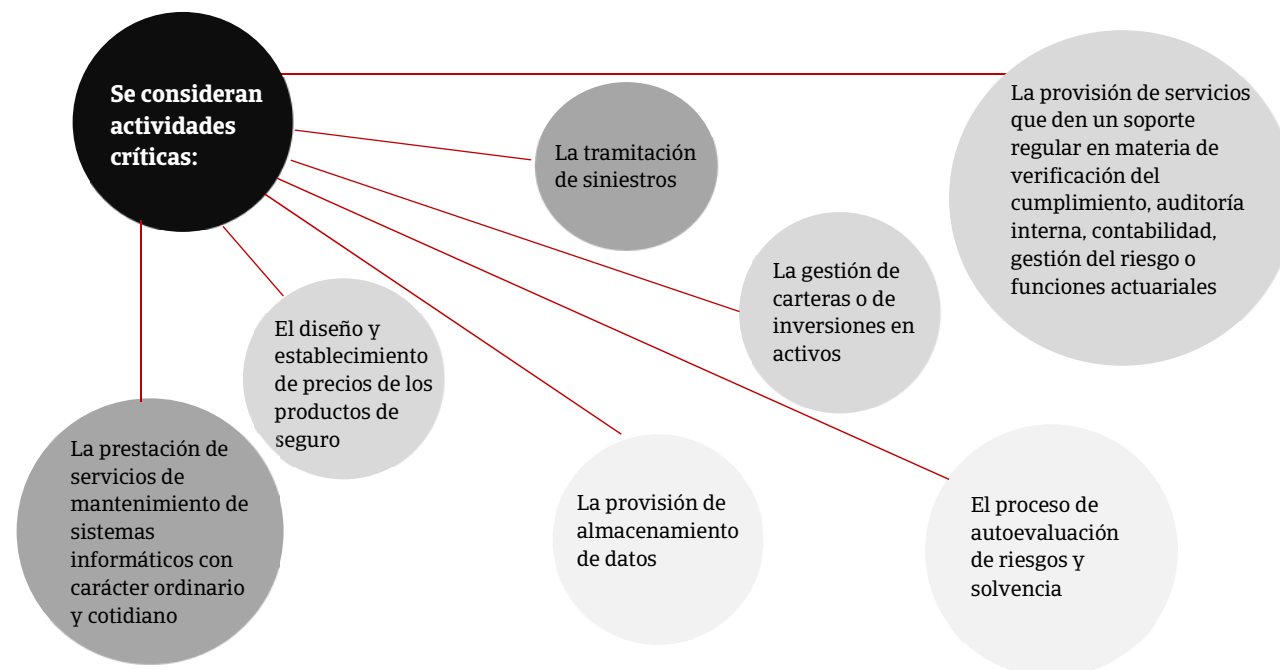 Se consideran
actividades
críticas:
La tramitación
de siniestros
La provisión de servicios
que den un soporte
regular en materia de
verificación del
cumplimiento, auditoría
interna, contabilidad,
gestión del riesgo o
funciones actuariales
La gestión de
carteras o de
inversiones en
activos
El diseño y
establecimiento
de precios de los
productos de
seguro
La prestación de
servicios de
mantenimiento de
sistemas
informáticos con
carácter ordinario
y cotidiano
La provisión de
almacenamiento
de datos
El proceso de
autoevaluación
de riesgos y
solvencia